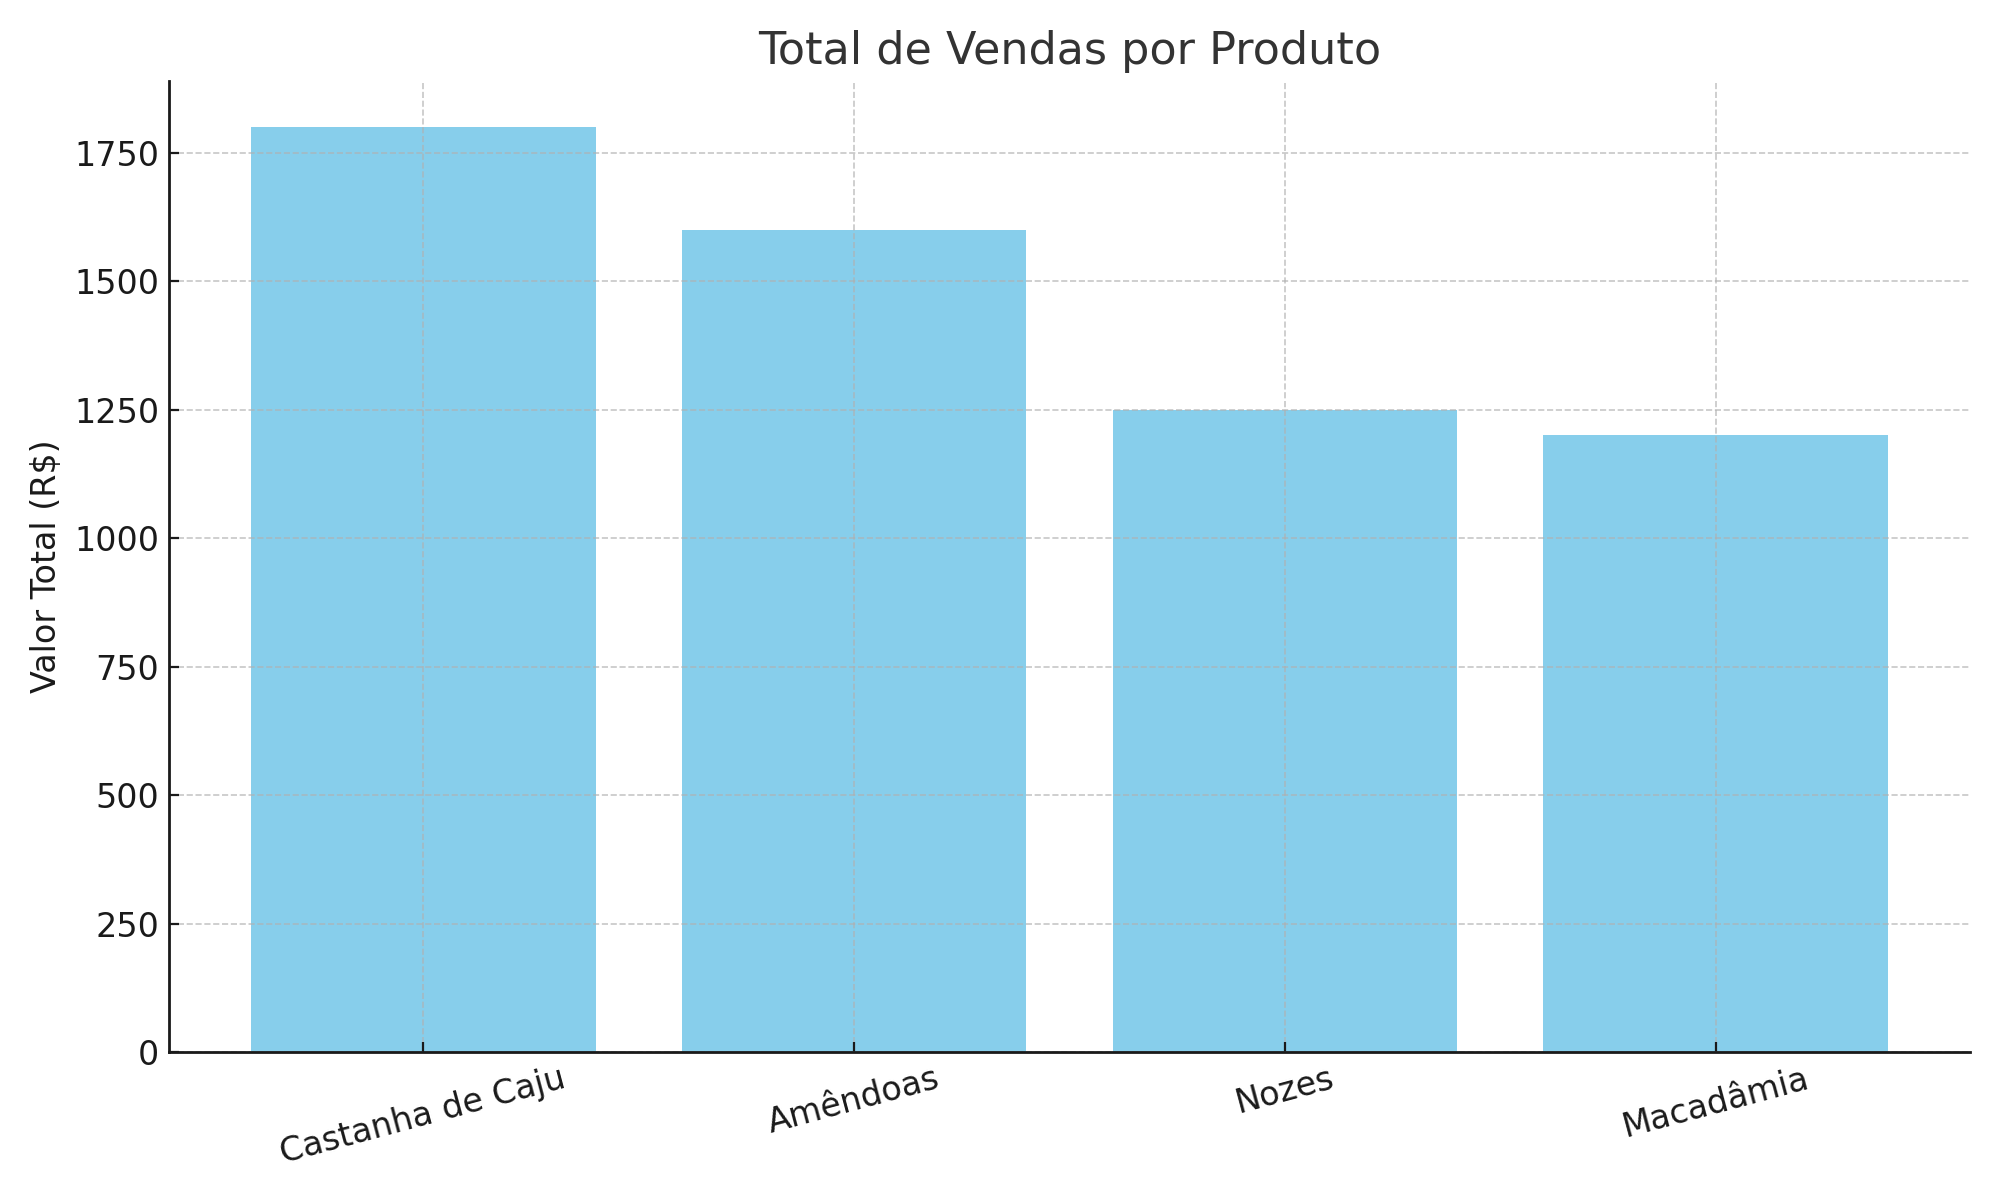 Total de Vendas por Produto
Valor Total (R$)
1750
1500
1250
1000
750
500
250
0
Castanha de Caju
Amêndoas
Nozes
Macadâmia